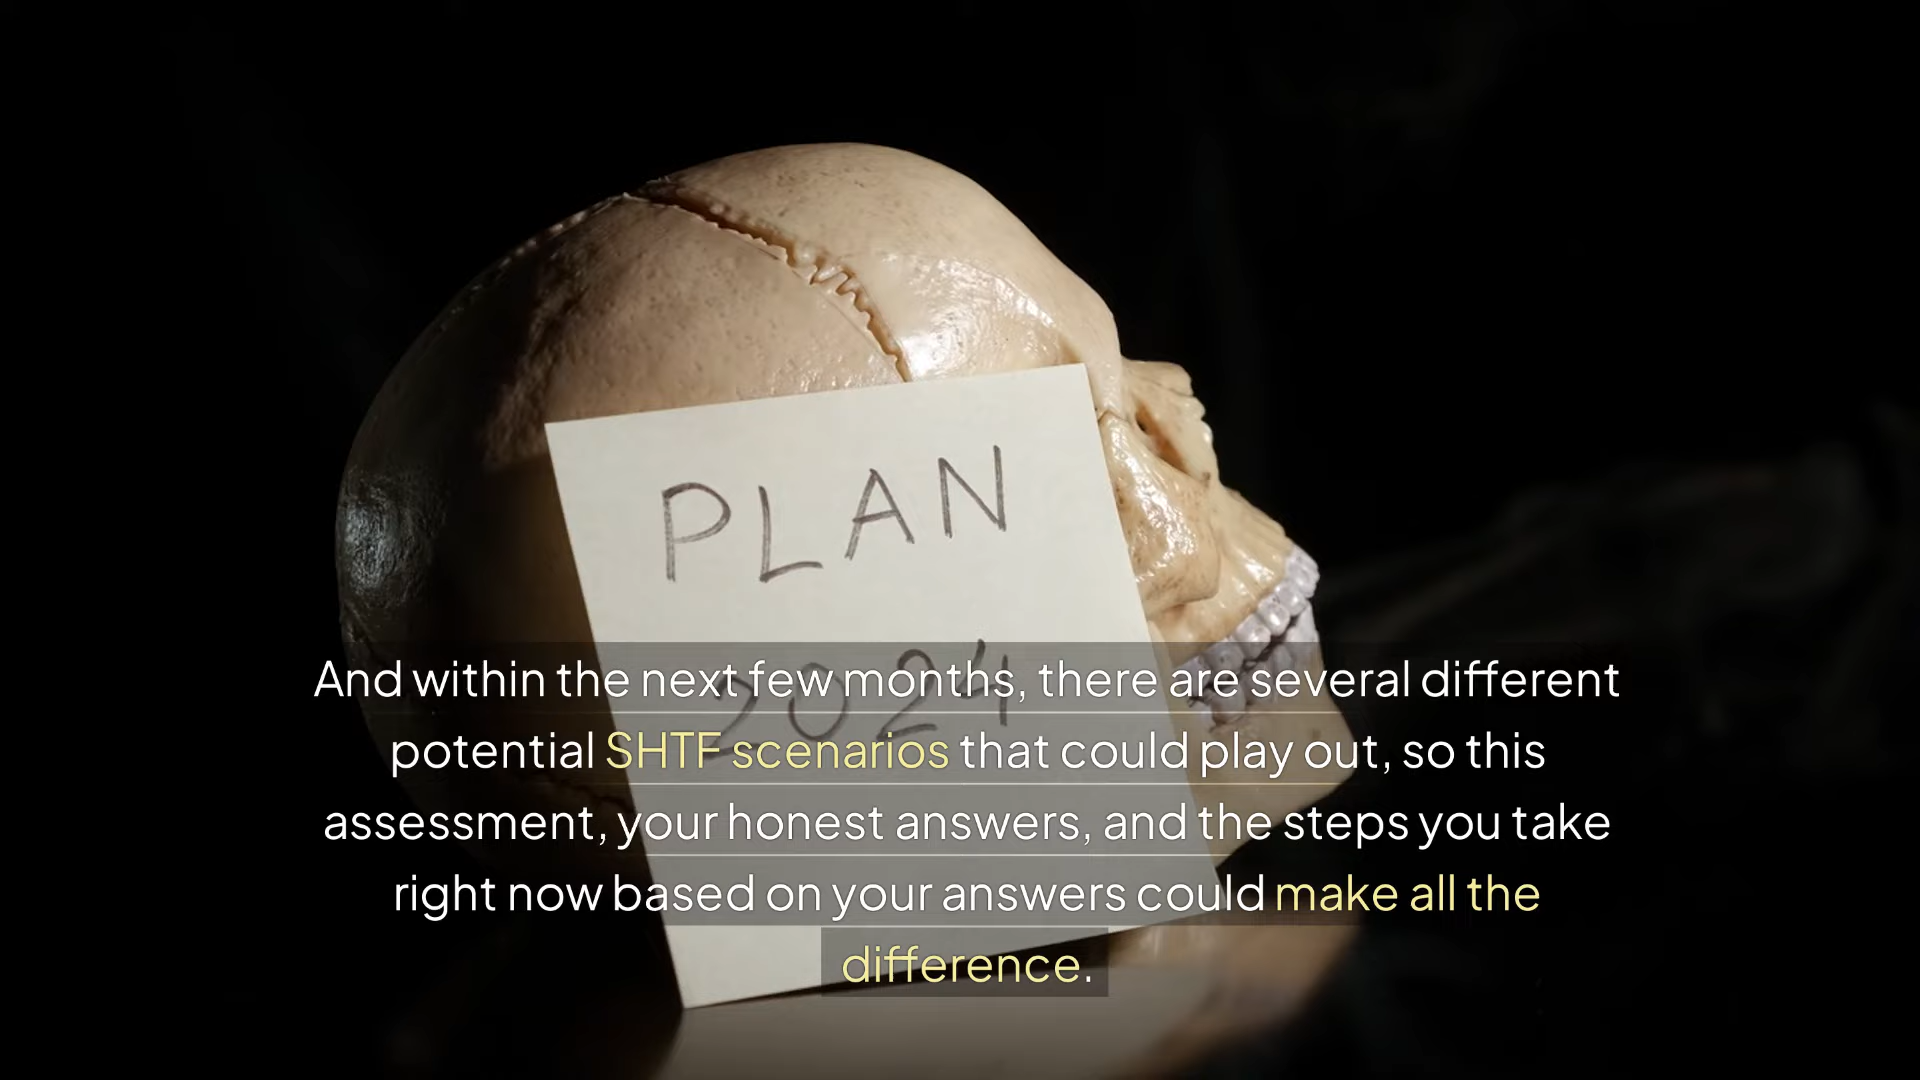 PLAN
2024
And within the next few months, there are several different
potential SHTF scenarios that could play out, so this
assessment, your honest answers, and the steps you take
right now based on your answers could make all the
difference.